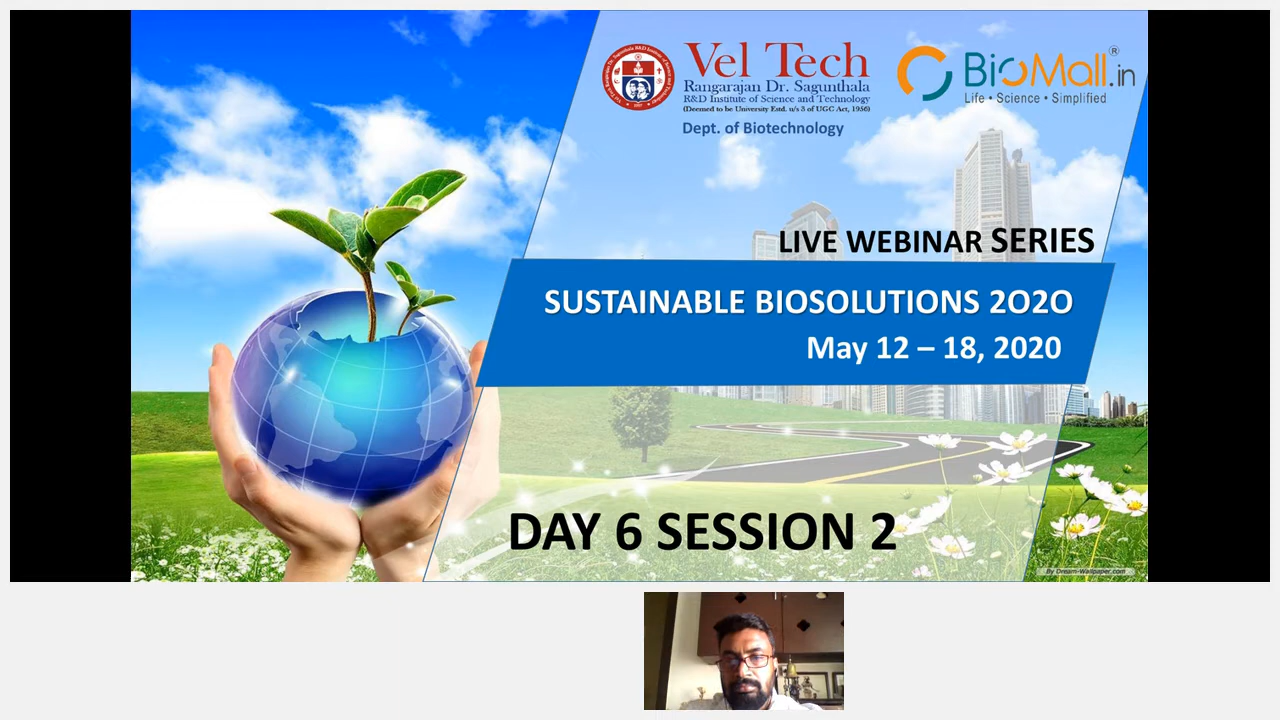 Vel Tech
Rangarajan Dr. Sagunthala
R&D Institute of Science and Technology
(Deemed to be University Estd. u/s 3 of UGC Act, 1956)
Dept. of Biotechnology
BioMall.in ®
Life • Science • Simplified
LIVE WEBINAR SERIES
SUSTAINABLE BIOSOLUTIONS 2O2O
May 12 – 18, 2020
DAY 6 SESSION 2
By Dream-Wallpaper.com